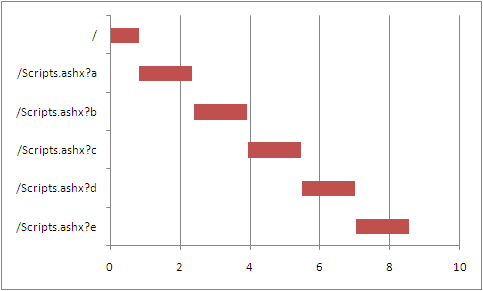 /
/Scripts.ashx?a
/Scripts.ashx?b
/Scripts.ashx?c
/Scripts.ashx?d
/Scripts.ashx?e
0 2 4 6 8 10